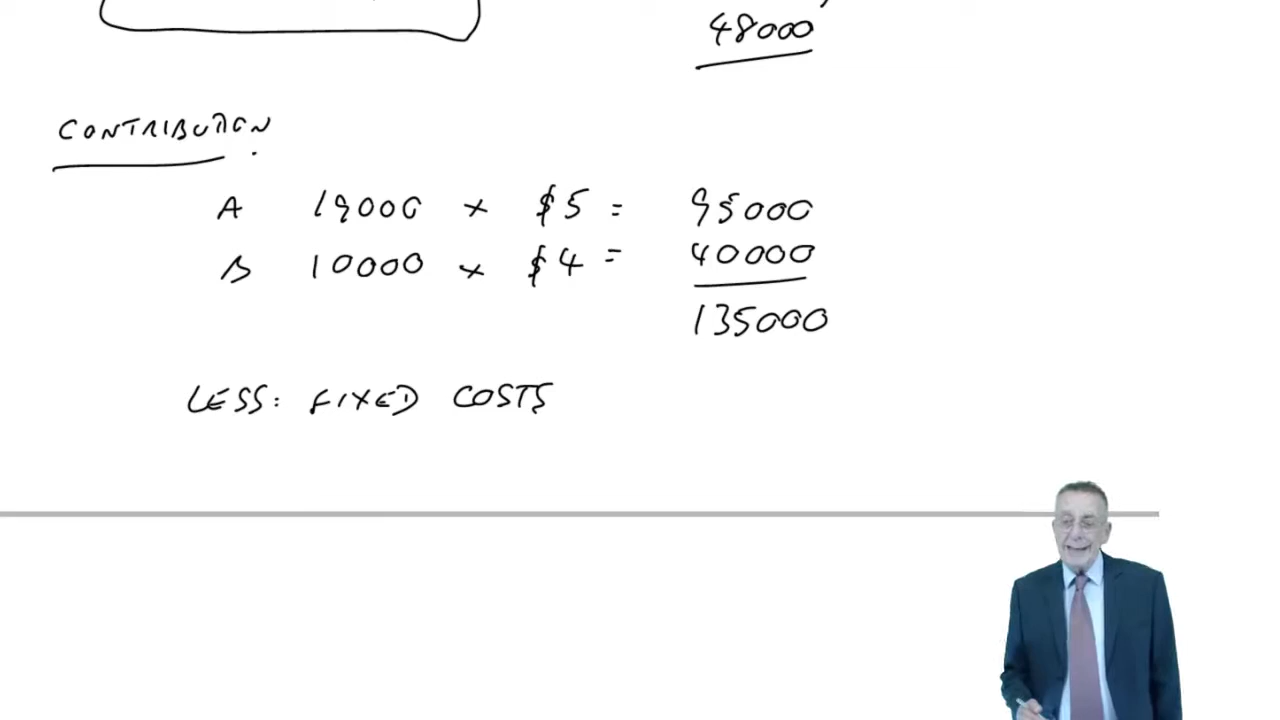 48000
CONTRIBUTION
A 19000 × $5 = 95000
B 10000 × $4 = 40000
135000
LESS: FIXED COSTS